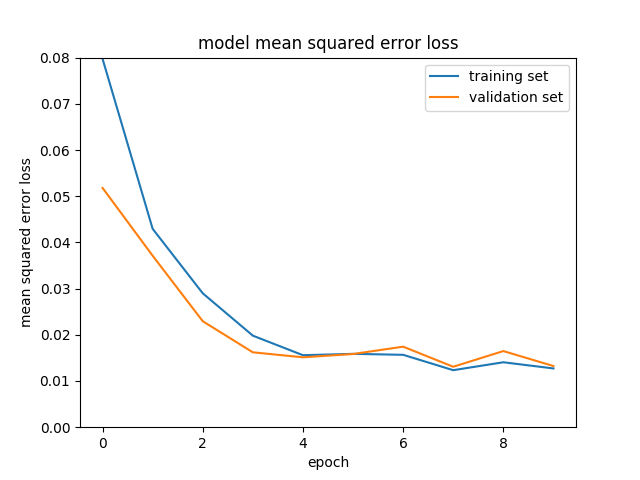 model mean squared error loss
training set
validation set
mean squared error loss
0.08
0.07
0.06
0.05
0.04
0.03
0.02
0.01
0.00
0 2 4 6 8
epoch